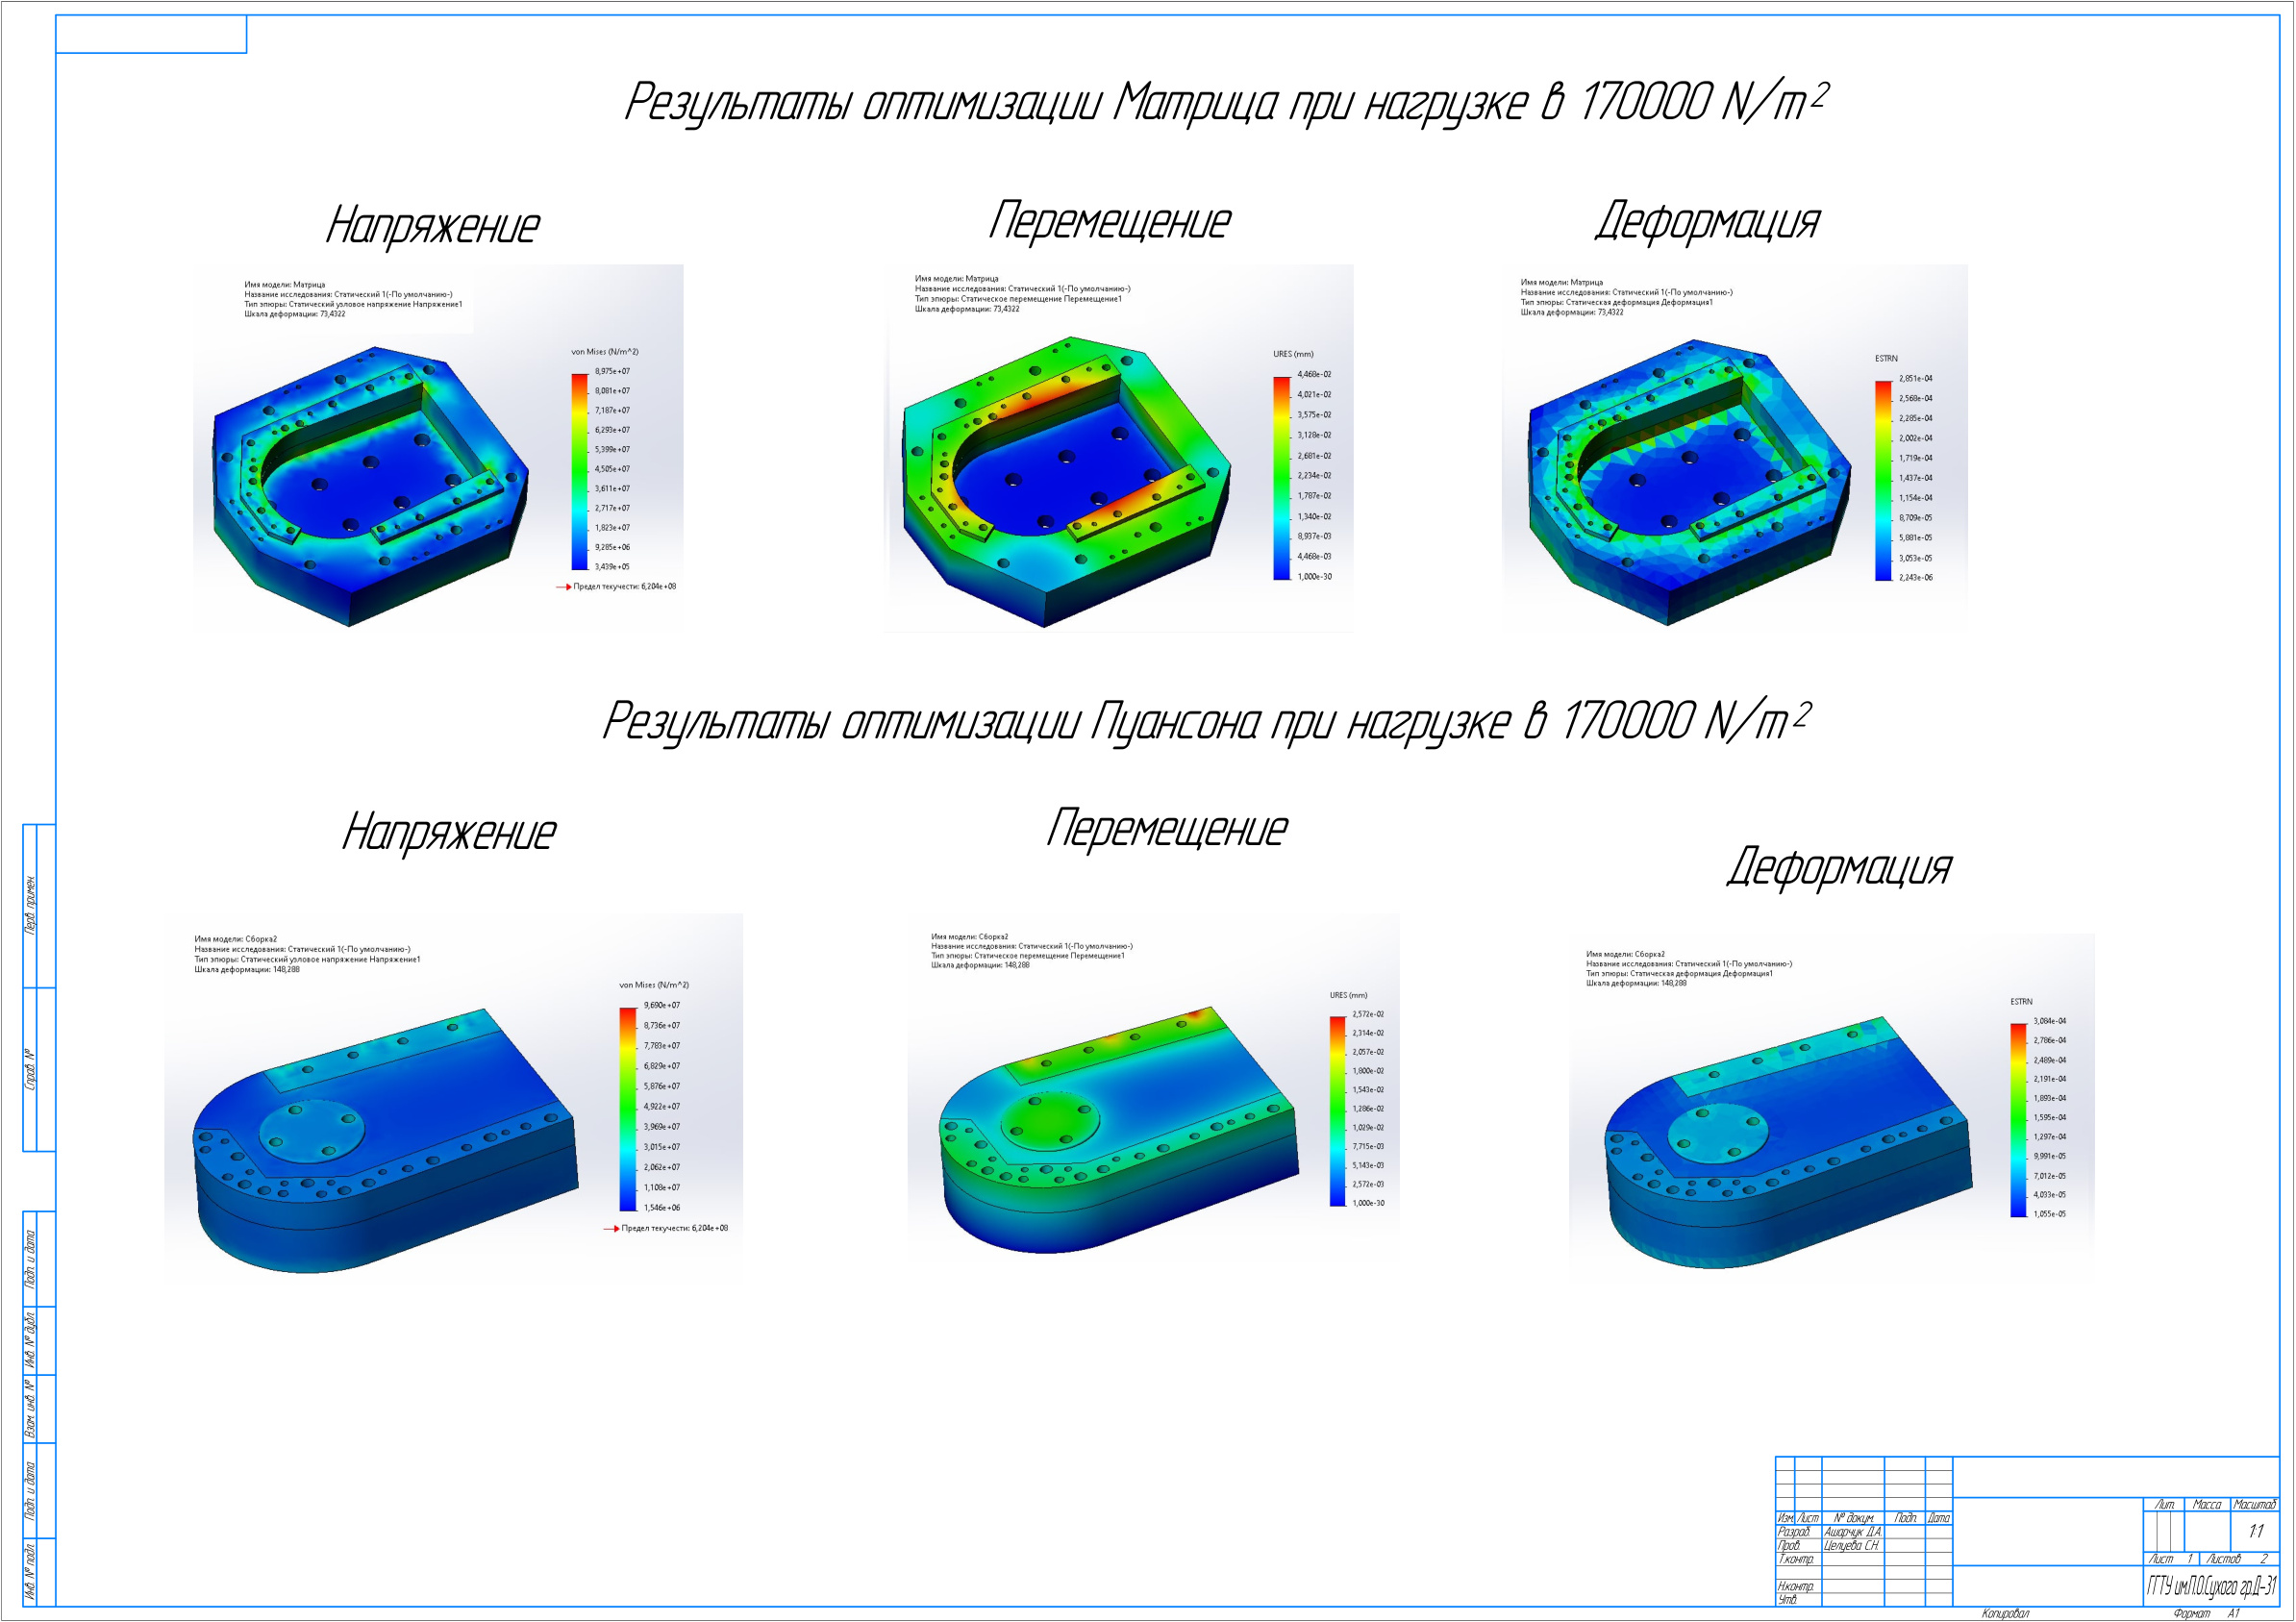 Результаты оптимизации Матрица при нагрузке в 170000 N/m²
Напряжение
Перемещение
Деформация
Имя модели: Матрица
Название исследования: Статический 1(-По умолчанию-)
Тип эпюры: Статический узловое напряжение Напряжение1
Шкала деформации: 73,4322
von Mises (N/m^2)
8,975e+07
8,081e+07
7,187e+07
6,293e+07
5,399e+07
4,505e+07
3,611e+07
2,717e+07
1,823e+07
9,285e+06
3,439e+05
Предел текучести: 6,204e+08
Имя модели: Матрица
Название исследования: Статический 1(-По умолчанию-)
Тип эпюры: Статическое перемещение Перемещение1
Шкала деформации: 73,4322
URES (mm)
4,468e-02
4,021e-02
3,575e-02
3,128e-02
2,681e-02
2,234e-02
1,787e-02
1,340e-02
8,937e-03
4,468e-03
1,000e-30
Имя модели: Матрица
Название исследования: Статический 1(-По умолчанию-)
Тип эпюры: Статическая деформация Деформация1
Шкала деформации: 73,4322
ESTRN
2,851e-04
2,568e-04
2,285e-04
2,002e-04
1,719e-04
1,437e-04
1,154e-04
8,709e-05
5,881e-05
3,053e-05
2,243e-06
Результаты оптимизации Пуансона при нагрузке в 170000 N/m²
Напряжение
Перемещение
Деформация
Имя модели: Сборка2
Название исследования: Статический 1(-По умолчанию-)
Тип эпюры: Статический узловое напряжение Напряжение1
Шкала деформации: 148,288
von Mises (N/m^2)
9,690e+07
8,736e+07
7,783e+07
6,829e+07
5,876e+07
4,922e+07
3,969e+07
3,015e+07
2,062e+07
1,108e+07
1,546e+06
Предел текучести: 6,204e+08
Имя модели: Сборка2
Название исследования: Статический 1(-По умолчанию-)
Тип эпюры: Статическое перемещение Перемещение1
Шкала деформации: 148,288
URES (mm)
2,572e-02
2,314e-02
2,057e-02
1,800e-02
1,543e-02
1,286e-02
1,029e-02
7,715e-03
5,143e-03
2,572e-03
1,000e-30
Имя модели: Сборка2
Название исследования: Статический 1(-По умолчанию-)
Тип эпюры: Статическая деформация Деформация1
Шкала деформации: 148,288
ESTRN
3,084e-04
2,786e-04
2,489e-04
2,191e-04
1,893e-04
1,595e-04
1,297e-04
9,991e-05
7,012e-05
4,033e-05
1,055e-05
Перв. примен.
Справ. №
Подп. и дата
Инв. № дубл.
Взам. инв. №
Подп. и дата
Инв. № подл.
Изм. Лист № докум. Подп. Дата
Разраб. Ашарчук Д.А.
Пров. Целуева С.Н.
Т.контр.
Н.контр.
Утв.
Лит. Масса Масштаб
1:1
Лист 1 Листов 2
ГГТУ им.П.О.Сухого гр.Д-31
Копировал Формат А1